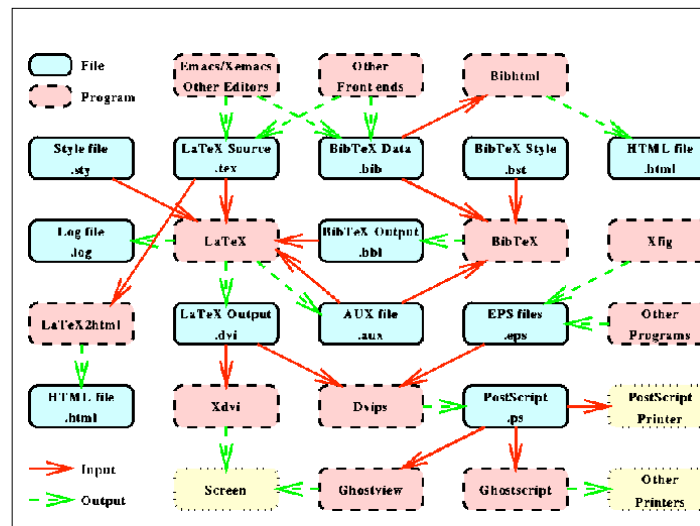 File
Program
Emacs/Xemacs
Other Editors
Other
Front ends
Bibhtml
Style file
.sty
LaTeX Source
.tex
BibTeX Data
.bib
BibTeX Style
.bst
HTML file
.html
Log file
.log
LaTeX
BibTeX Output
.bbl
BibTeX
Xfig
LaTeX2html
LaTeX Output
.dvi
AUX file
.aux
EPS files
.eps
Other
Programs
HTML file
.html
Xdvi
Dvips
PostScript
.ps
PostScript
Printer
Input
Output
Screen
Ghostview
Ghostscript
Other
Printers